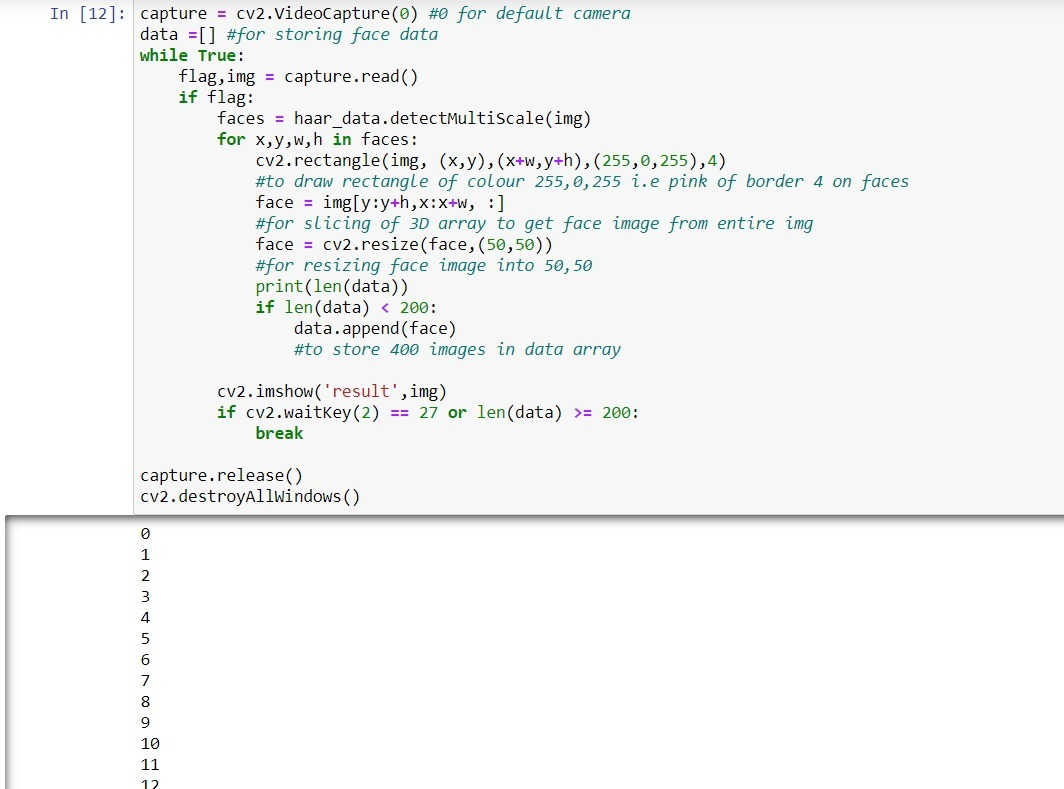 In [12]: capture = cv2.VideoCapture(0) #0 for default camera
data =[] #for storing face data
while True:
    flag,img = capture.read()
    if flag:
        faces = haar_data.detectMultiScale(img)
        for x,y,w,h in faces:
            cv2.rectangle(img, (x,y),(x+w,y+h),(255,0,255),4)
            #to draw rectangle of colour 255,0,255 i.e pink of border 4 on faces
            face = img[y:y+h,x:x+w, :]
            #for slicing of 3D array to get face image from entire img
            face = cv2.resize(face,(50,50))
            #for resizing face image into 50,50
            print(len(data))
            if len(data) < 200:
                data.append(face)
                #to store 400 images in data array
        cv2.imshow('result',img)
        if cv2.waitKey(2) == 27 or len(data) >= 200:
            break
capture.release()
cv2.destroyAllWindows()
0
1
2
3
4
5
6
7
8
9
10
11
12